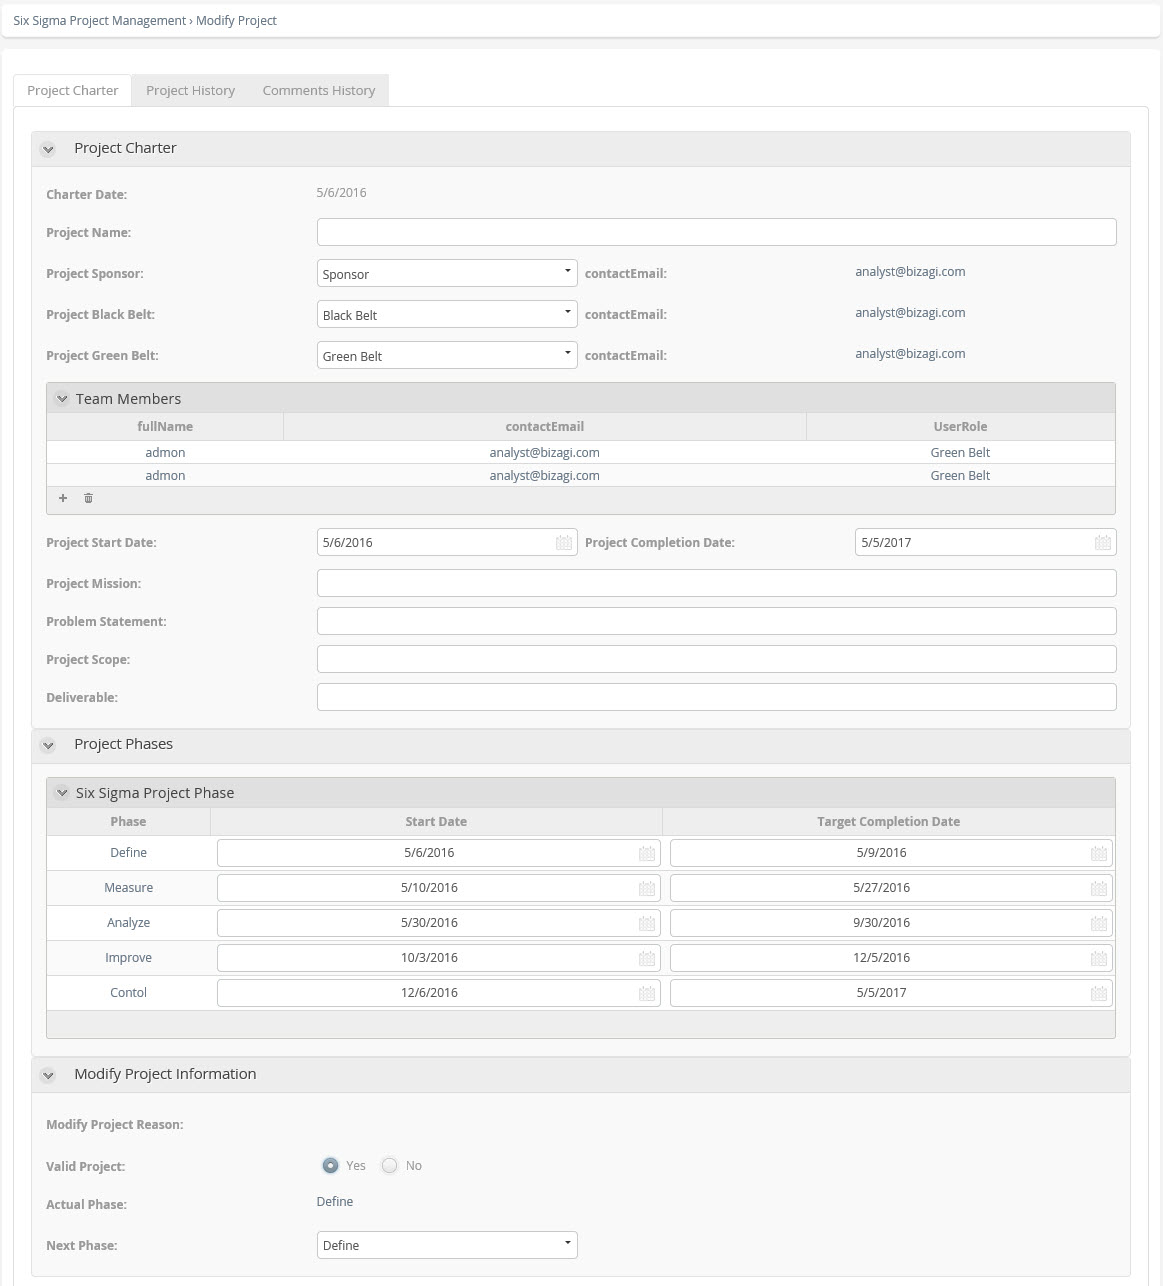 Six Sigma Project Management › Modify Project
Project Charter Project History Comments History
Project Charter
Charter Date: 5/6/2016
Project Name:
Project Sponsor: Sponsor contactEmail: analyst@bizagi.com
Project Black Belt: Black Belt contactEmail: analyst@bizagi.com
Project Green Belt: Green Belt contactEmail: analyst@bizagi.com
Team Members
fullName contactEmail UserRole
admon analyst@bizagi.com Green Belt
admon analyst@bizagi.com Green Belt
Project Start Date: 5/6/2016 Project Completion Date: 5/5/2017
Project Mission:
Problem Statement:
Project Scope:
Deliverable:
Project Phases
Six Sigma Project Phase
Phase Start Date Target Completion Date
Define 5/6/2016 5/9/2016
Measure 5/10/2016 5/27/2016
Analyze 5/30/2016 9/30/2016
Improve 10/3/2016 12/5/2016
Contol 12/6/2016 5/5/2017
Modify Project Information
Modify Project Reason:
Valid Project: Yes No
Actual Phase: Define
Next Phase: Define